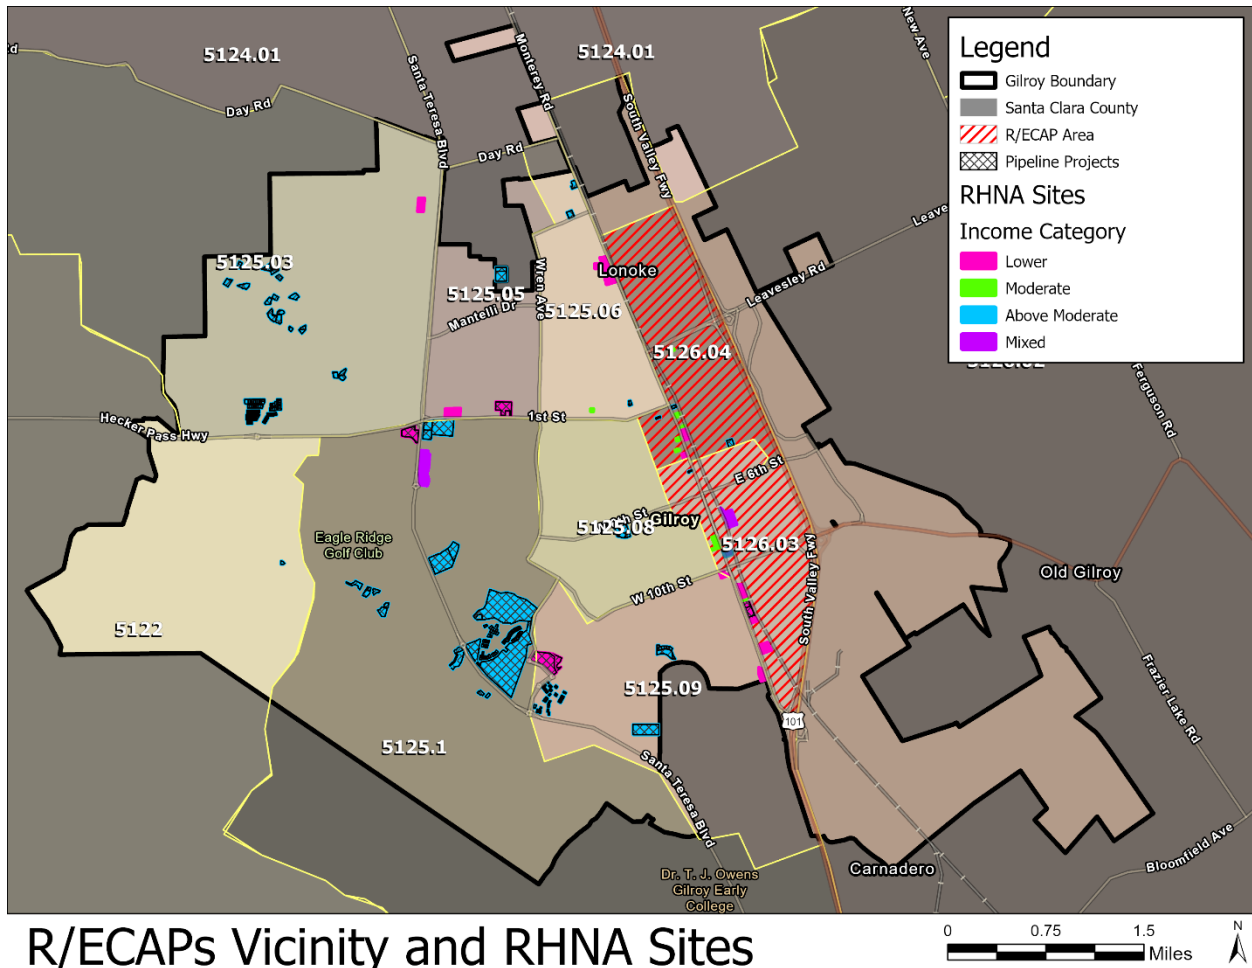 5124.01
5124.01
New Ave
Rd
Santa Teresa Blvd
Monterey Rd
South Valley Fwy
Day Rd
Day Rd
Legend
Gilroy Boundary
Santa Clara County
R/ECAP Area
Pipeline Projects
RHNA Sites
Income Category
Lower
Moderate
Above Moderate
Mixed
5125.03
5125.05
Wren Ave
Lonoke
5125.06
Mantelli Dr
Leavesley Rd
5126.04
Ferguson Rd
Hecker Pass Hwy
1st St
E 6th St
Eagle Ridge
Golf Club
5125.08
Gilroy
5126.03
South Valley Fwy
Old Gilroy
W 10th St
5122
5125.09
Frazier Lake Rd
101
5125.1
Santa Teresa Blvd
Bloomfield Ave
Carnadero
Dr. T. J. Owens
Gilroy Early
College
R/ECAPs Vicinity and RHNA Sites
0 0.75 1.5
Miles
N